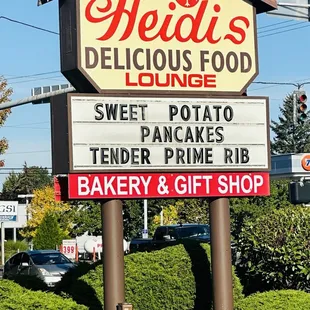 Heidi's
DELICIOUS FOOD
LOUNGE
SWEET POTATO
PANCAKES
TENDER PRIME RIB
BAKERY & GIFT SHOP